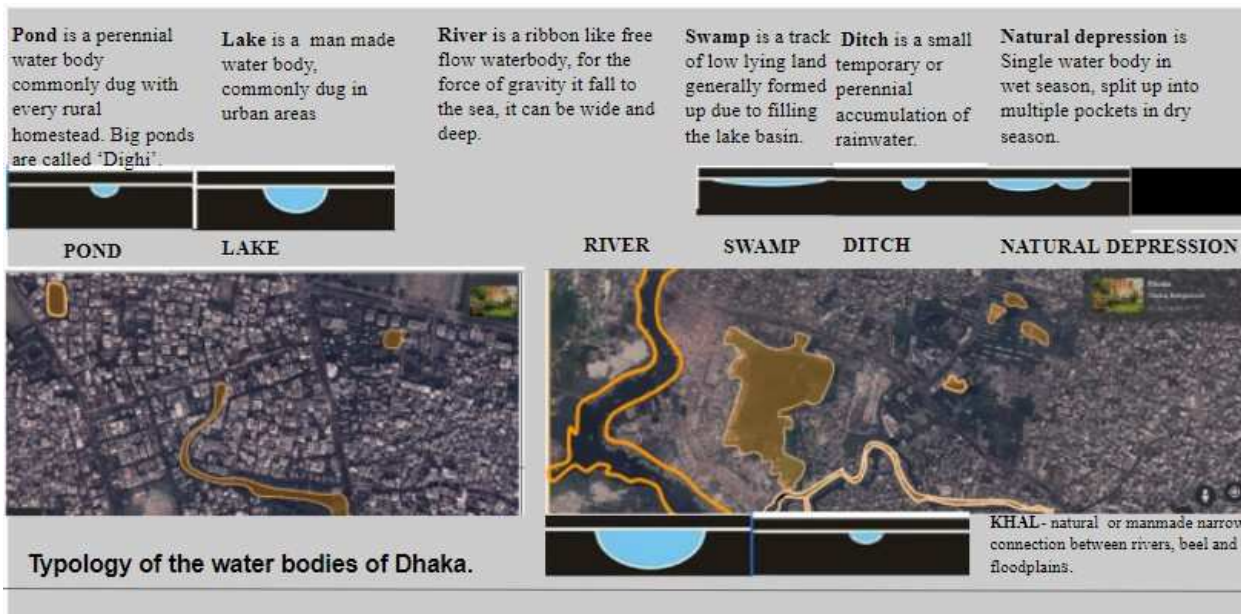 Pond is a perennial
water body
commonly dug with
every rural
homestead. Big ponds
are called ‘Dighi’.
Lake is a man made
water body,
commonly dug in
urban areas
River is a ribbon like free
flow waterbody, for the
force of gravity it fall to
the sea, it can be wide and
deep.
Swamp is a track
of low lying land
generally formed
up due to filling
the lake basin.
Ditch is a small
temporary or
perennial
accumulation of
rainwater.
Natural depression is
Single water body in
wet season, split up into
multiple pockets in dry
season.
POND
LAKE
RIVER
SWAMP
DITCH
NATURAL DEPRESSION
KHAL- natural or manmade narrow
connection between rivers, beel and
floodplains.
Typology of the water bodies of Dhaka.